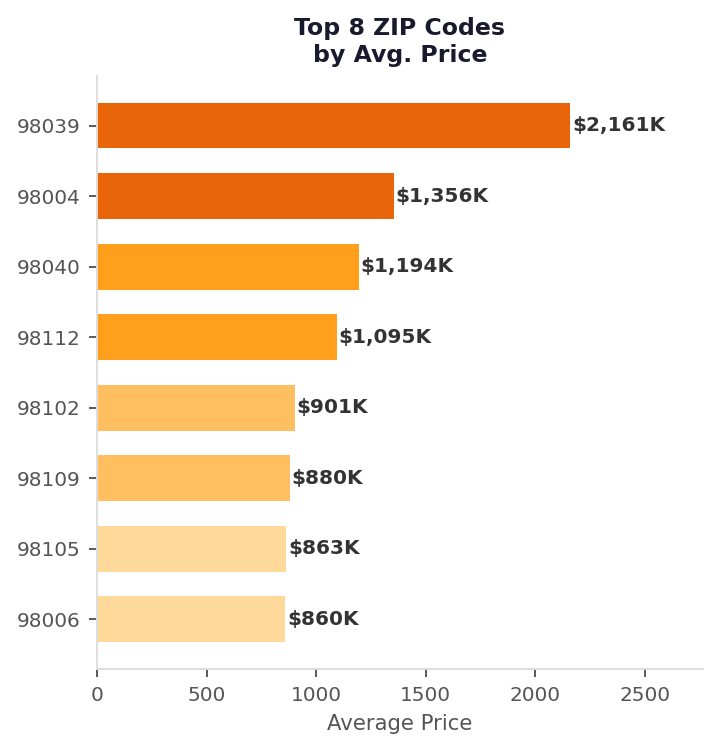 Top 8 ZIP Codes
by Avg. Price
98039 $2,161K
98004 $1,356K
98040 $1,194K
98112 $1,095K
98102 $901K
98109 $880K
98105 $863K
98006 $860K
0 500 1000 1500 2000 2500
Average Price